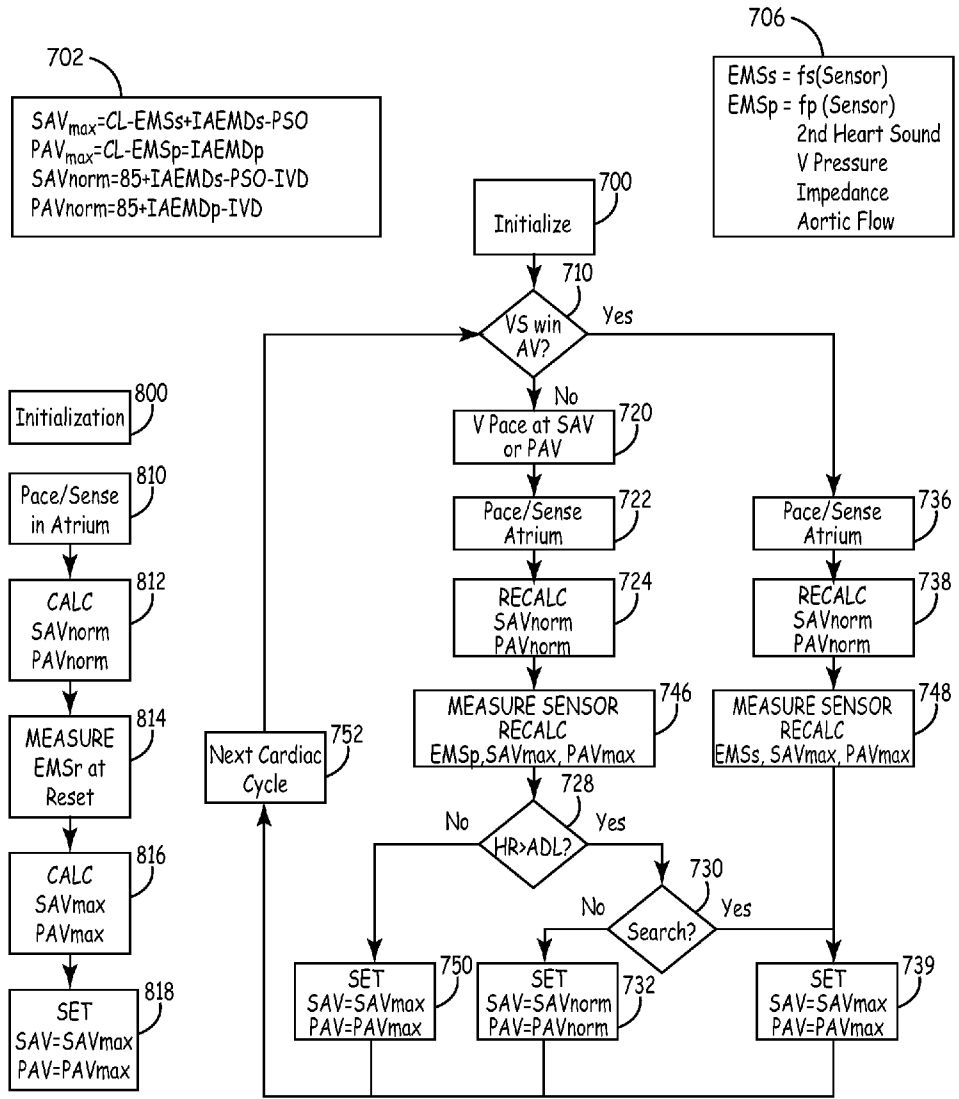 702
SAVmax=CL-EMSs+IAEMDs-PSO
PAVmax=CL-EMSp=IAEMDp
SAVnorm=85+IAEMDs-PSO-IVD
PAVnorm=85+IAEMDp-IVD
706
EMSs = fs(Sensor)
EMSp = fp (Sensor)
2nd Heart Sound
V Pressure
Impedance
Aortic Flow
700
Initialize
710
VS win
AV?
Yes
No
720
V Pace at SAV
or PAV
722
Pace/Sense
Atrium
724
RECALC
SAVnorm
PAVnorm
746
MEASURE SENSOR
RECALC
EMSp,SAVmax, PAVmax
728
HR>ADL?
No
Yes
730
Search?
No
Yes
736
Pace/Sense
Atrium
738
RECALC
SAVnorm
PAVnorm
748
MEASURE SENSOR
RECALC
EMSs, SAVmax, PAVmax
750
SET
SAV=SAVmax
PAV=PAVmax
732
SET
SAV=SAVnorm
PAV=PAVnorm
739
SET
SAV=SAVmax
PAV=PAVmax
752
Next Cardiac
Cycle
800
Initialization
810
Pace/Sense
in Atrium
812
CALC
SAVnorm
PAVnorm
814
MEASURE
EMSr at
Reset
816
CALC
SAVmax
PAVmax
818
SET
SAV=SAVmax
PAV=PAVmax